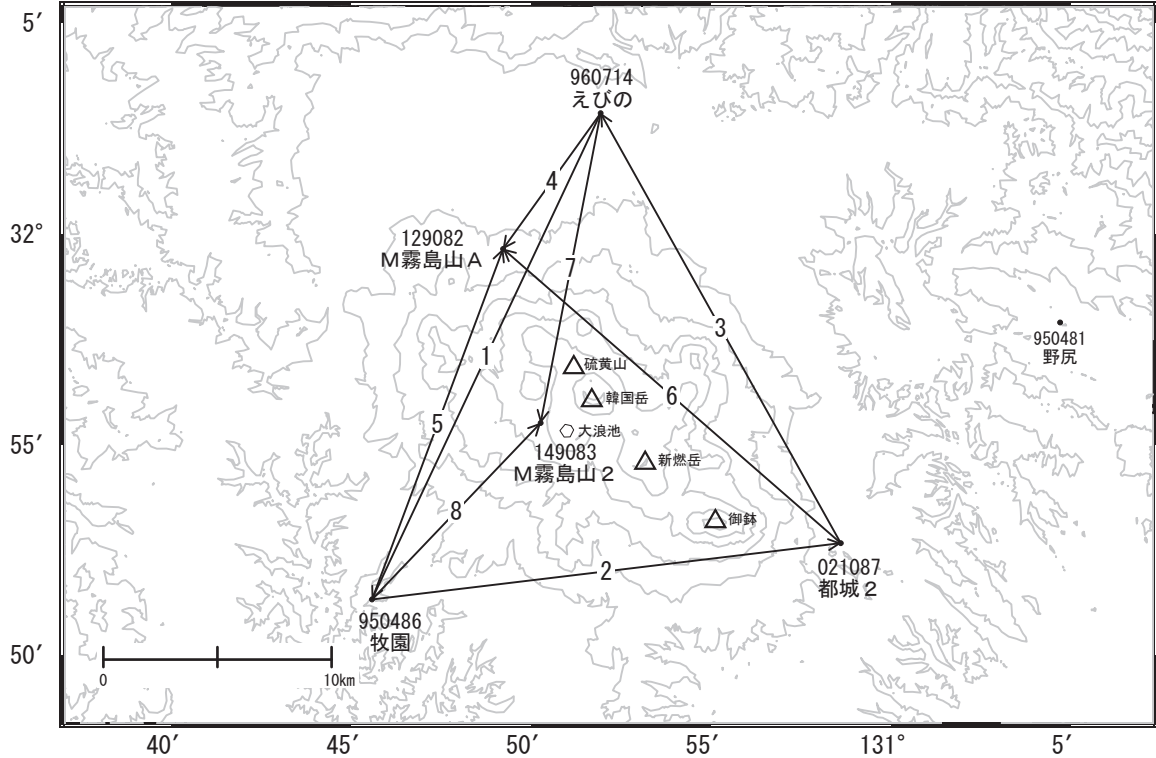 5′
960714
えびの
4
32°
129082
M霧島山A
7
3
950481
野尻
1
硫黄山
韓国岳
6
5
大浪池
55′
149083
M霧島山2
新燃岳
8
御鉢
2
021087
都城2
950486
牧園
50′
0
10km
40′
45′
50′
55′
131°
5′